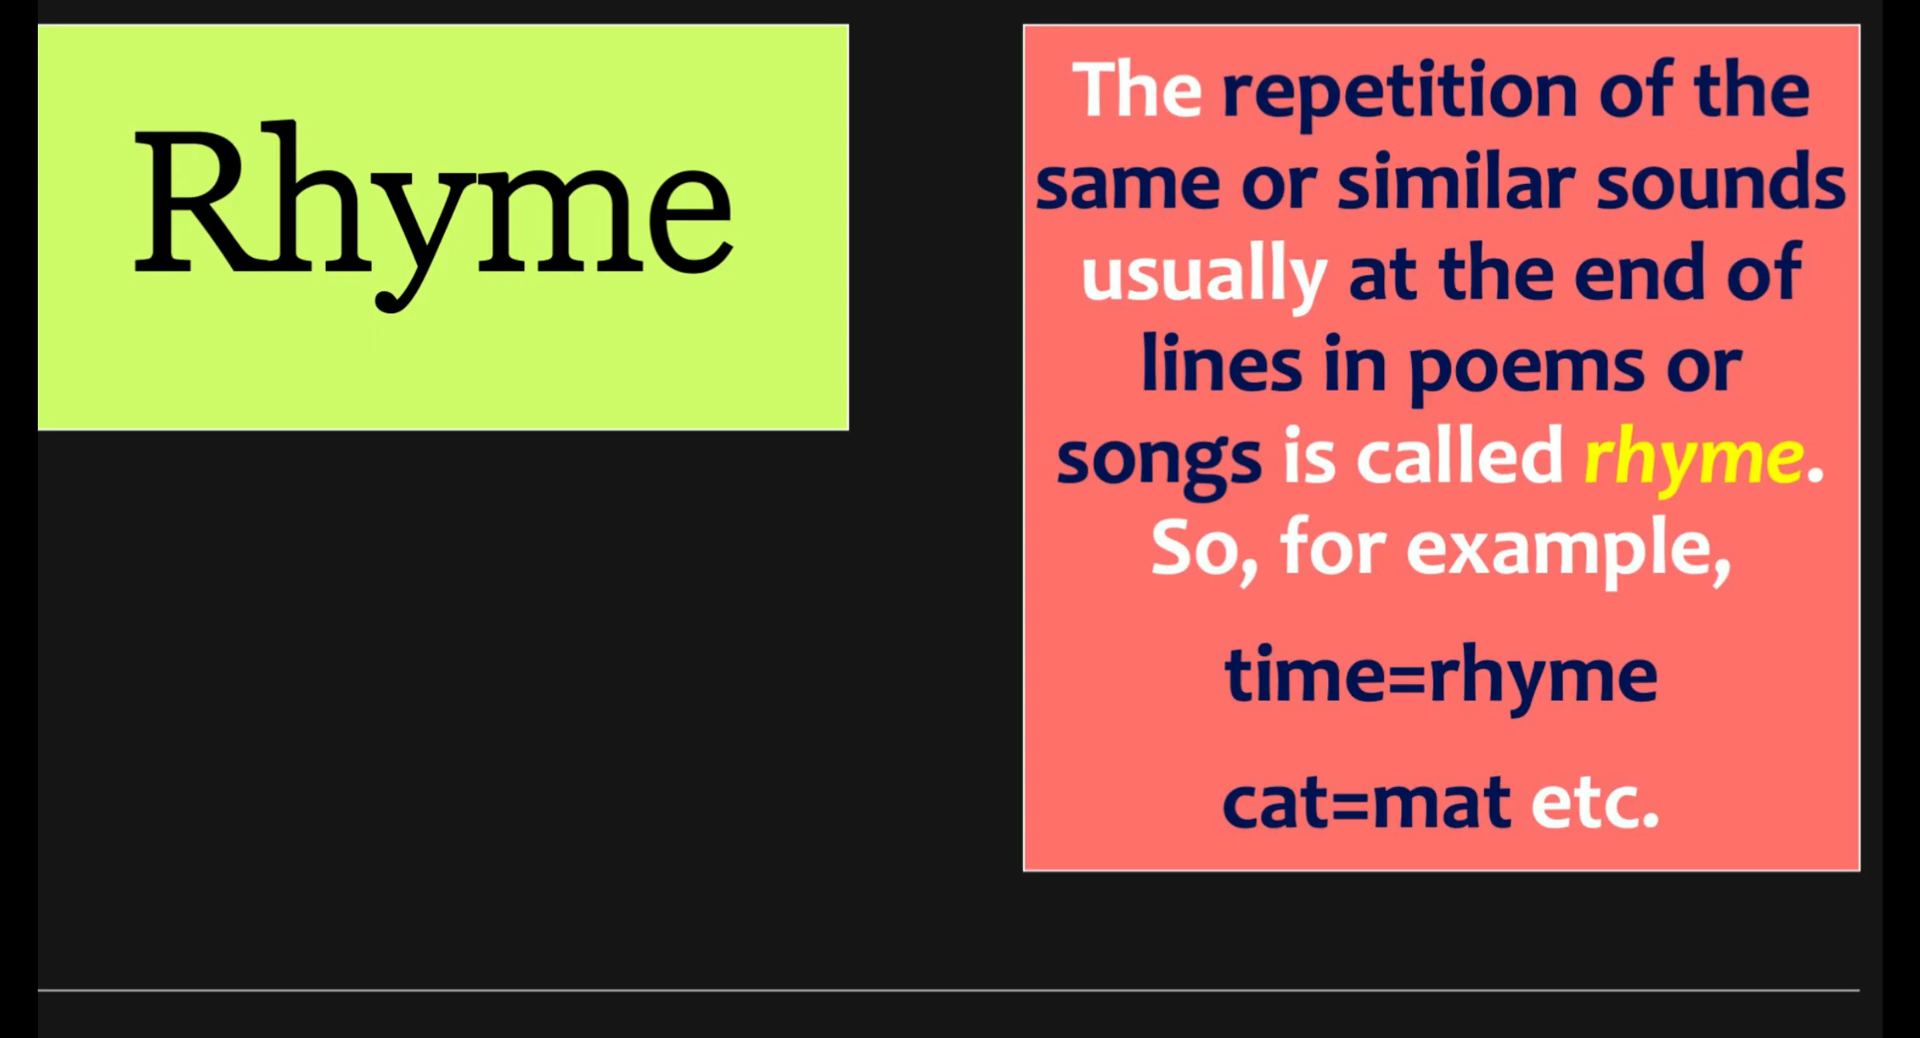 Rhyme
The repetition of the
same or similar sounds
usually at the end of
lines in poems or
songs is called rhyme.
So, for example,
time=rhyme
cat=mat etc.